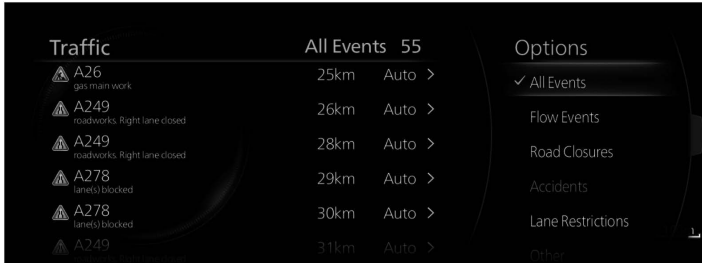 Traffic All Events 55
A26 25km Auto >
gas main work
A249 26km Auto >
roadworks. Right lane closed
A249 28km Auto >
roadworks. Right lane closed
A278 29km Auto >
lane(s) blocked
A278 30km Auto >
lane(s) blocked
A249 31km Auto >
Options
✓ All Events
Flow Events
Road Closures
Accidents
Lane Restrictions
Other
1